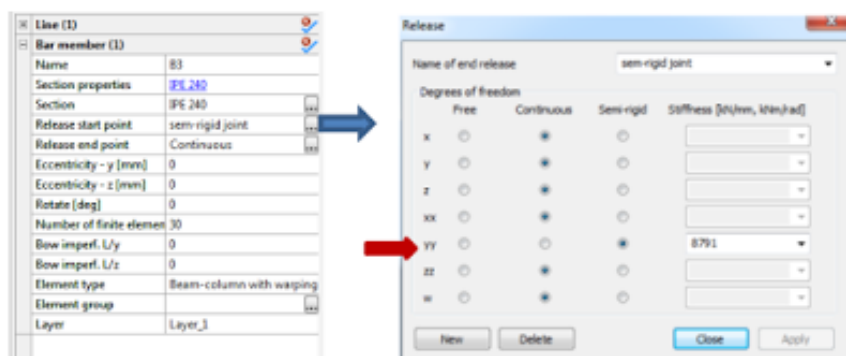 Line (1)
Bar member (1)
Name B3
Section properties IPE 240
Section IPE 240 ...
Release start point sem-rigid joint ...
Release end point Continuous ...
Eccentricity - y [mm] 0
Eccentricity - z [mm] 0
Rotate [deg] 0
Number of finite elemen 30
Bow imperf. L/y 0
Bow imperf. L/z 0
Element type Beam-column with warping
Element group ...
Layer Layer_1
Release
Name of end release sem-rigid joint
Degrees of freedom
Free Continuous Semi-rigid Stiffness [kN/mm, kNm/rad]
x
y
z
xx
yy 8791
zz
w
New Delete Close Apply